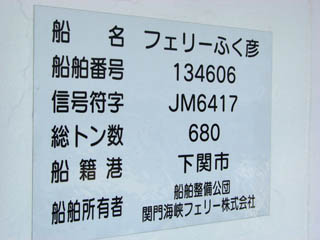 船 名 フェリーふく彦
船舶番号 134606
信号符字 JM6417
総トン数 680
船籍港 下関市
船舶所有者 船舶整備公団
関門海峡フェリー株式会社